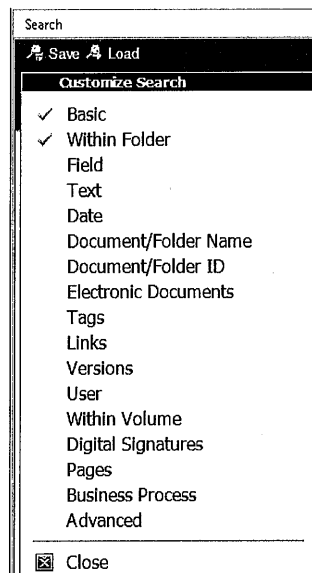 Search
Save Load
Customize Search
Basic
Within Folder
Field
Text
Date
Document/Folder Name
Document/Folder ID
Electronic Documents
Tags
Links
Versions
User
Within Volume
Digital Signatures
Pages
Business Process
Advanced
Close